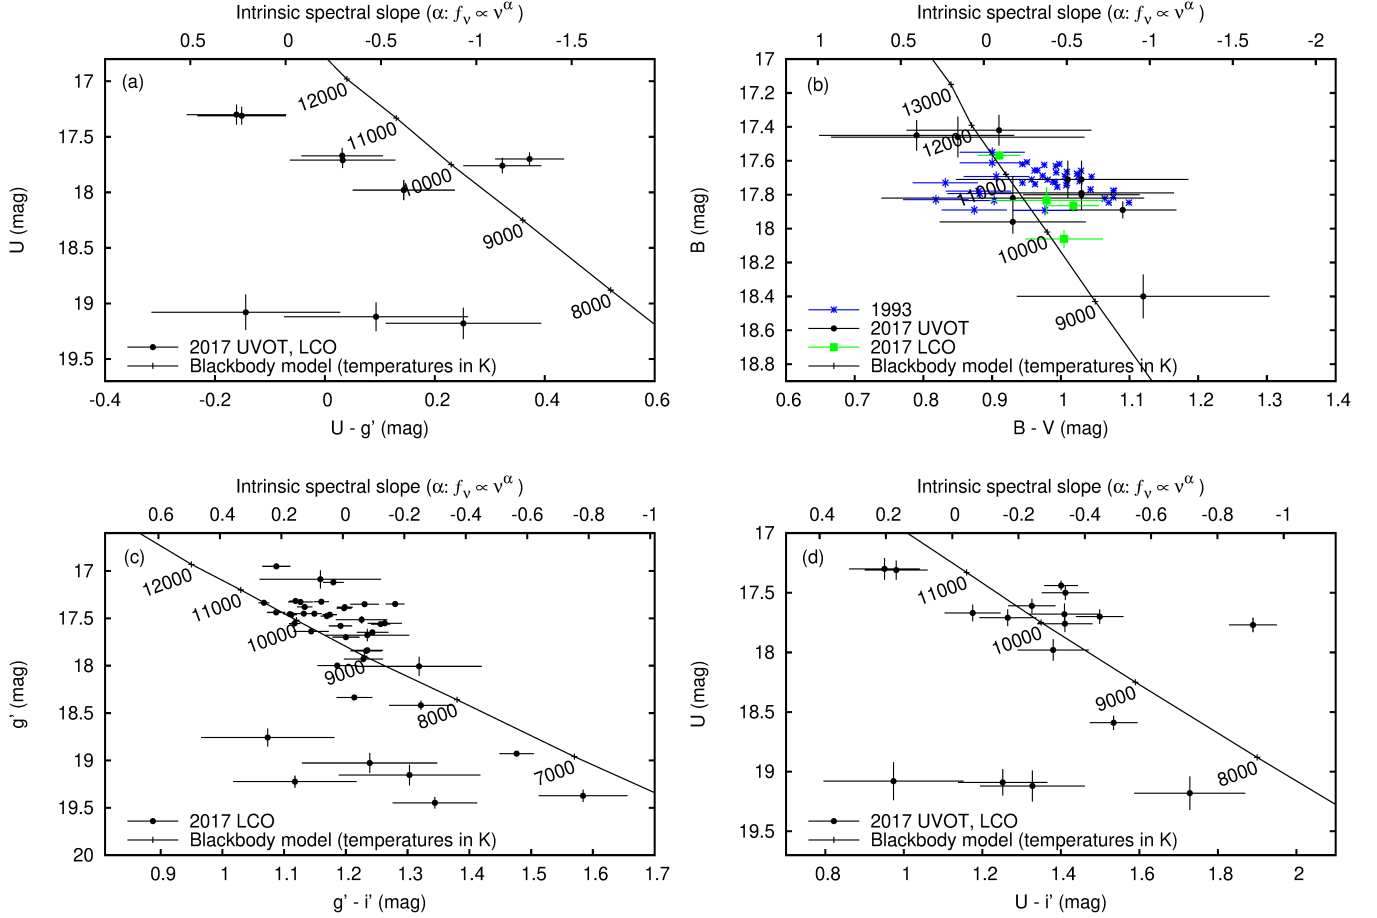 Intrinsic spectral slope (α: fν ∝ ν^α )
0.5 0 -0.5 -1 -1.5
(a)
U (mag)
17
17.5
18
18.5
19
19.5
12000
11000
10000
9000
8000
2017 UVOT, LCO
Blackbody model (temperatures in K)
-0.4 -0.2 0 0.2 0.4 0.6
U - g' (mag)
Intrinsic spectral slope (α: fν ∝ ν^α )
1 0.4 0.2 -0.1 -0.5 -0.6 -1 -1.2 -2
(b)
B (mag)
17
17.2
17.4
17.6
17.8
18
18.2
18.4
18.6
18.8
13000
12000
11000
10000
9000
1993
2017 UVOT
2017 LCO
Blackbody model (temperatures in K)
0.6 0.7 0.8 0.9 1 1.1 1.2 1.3 1.4
B - V (mag)
Intrinsic spectral slope (α: fν ∝ ν^α )
0.6 0.4 0.2 0 -0.2 -0.4 -0.6 -0.8 -1
(c)
g' (mag)
17
17.5
18
18.5
19
19.5
20
12000
11000
10000
9000
8000
7000
2017 LCO
Blackbody model (temperatures in K)
0.9 1 1.1 1.2 1.3 1.4 1.5 1.6 1.7
g' - i' (mag)
Intrinsic spectral slope (α: fν ∝ ν^α )
0.4 0.2 0 -0.2 -0.4 -0.6 -0.8 -1
(d)
U (mag)
17
17.5
18
18.5
19
19.5
11000
10000
9000
8000
2017 UVOT, LCO
Blackbody model (temperatures in K)
0.8 1 1.2 1.4 1.6 1.8 2
U - i' (mag)